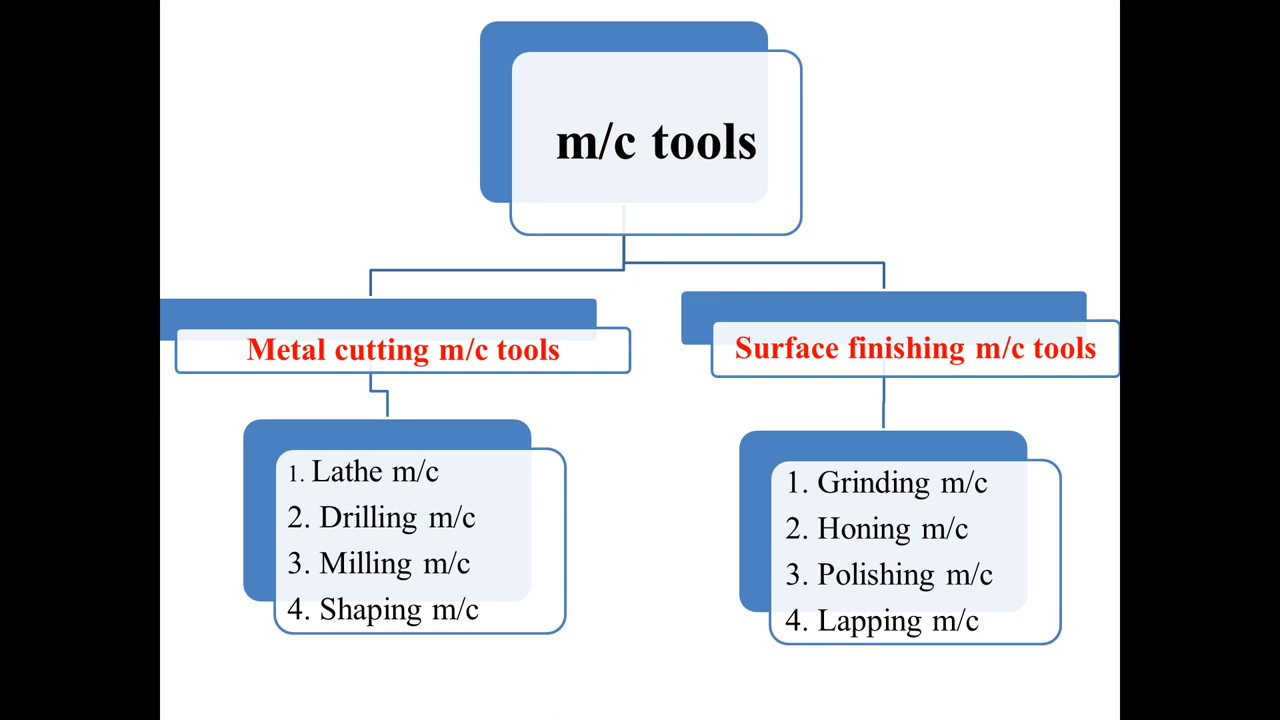 m/c tools
Metal cutting m/c tools
Surface finishing m/c tools
1. Lathe m/c
2. Drilling m/c
3. Milling m/c
4. Shaping m/c
1. Grinding m/c
2. Honing m/c
3. Polishing m/c
4. Lapping m/c